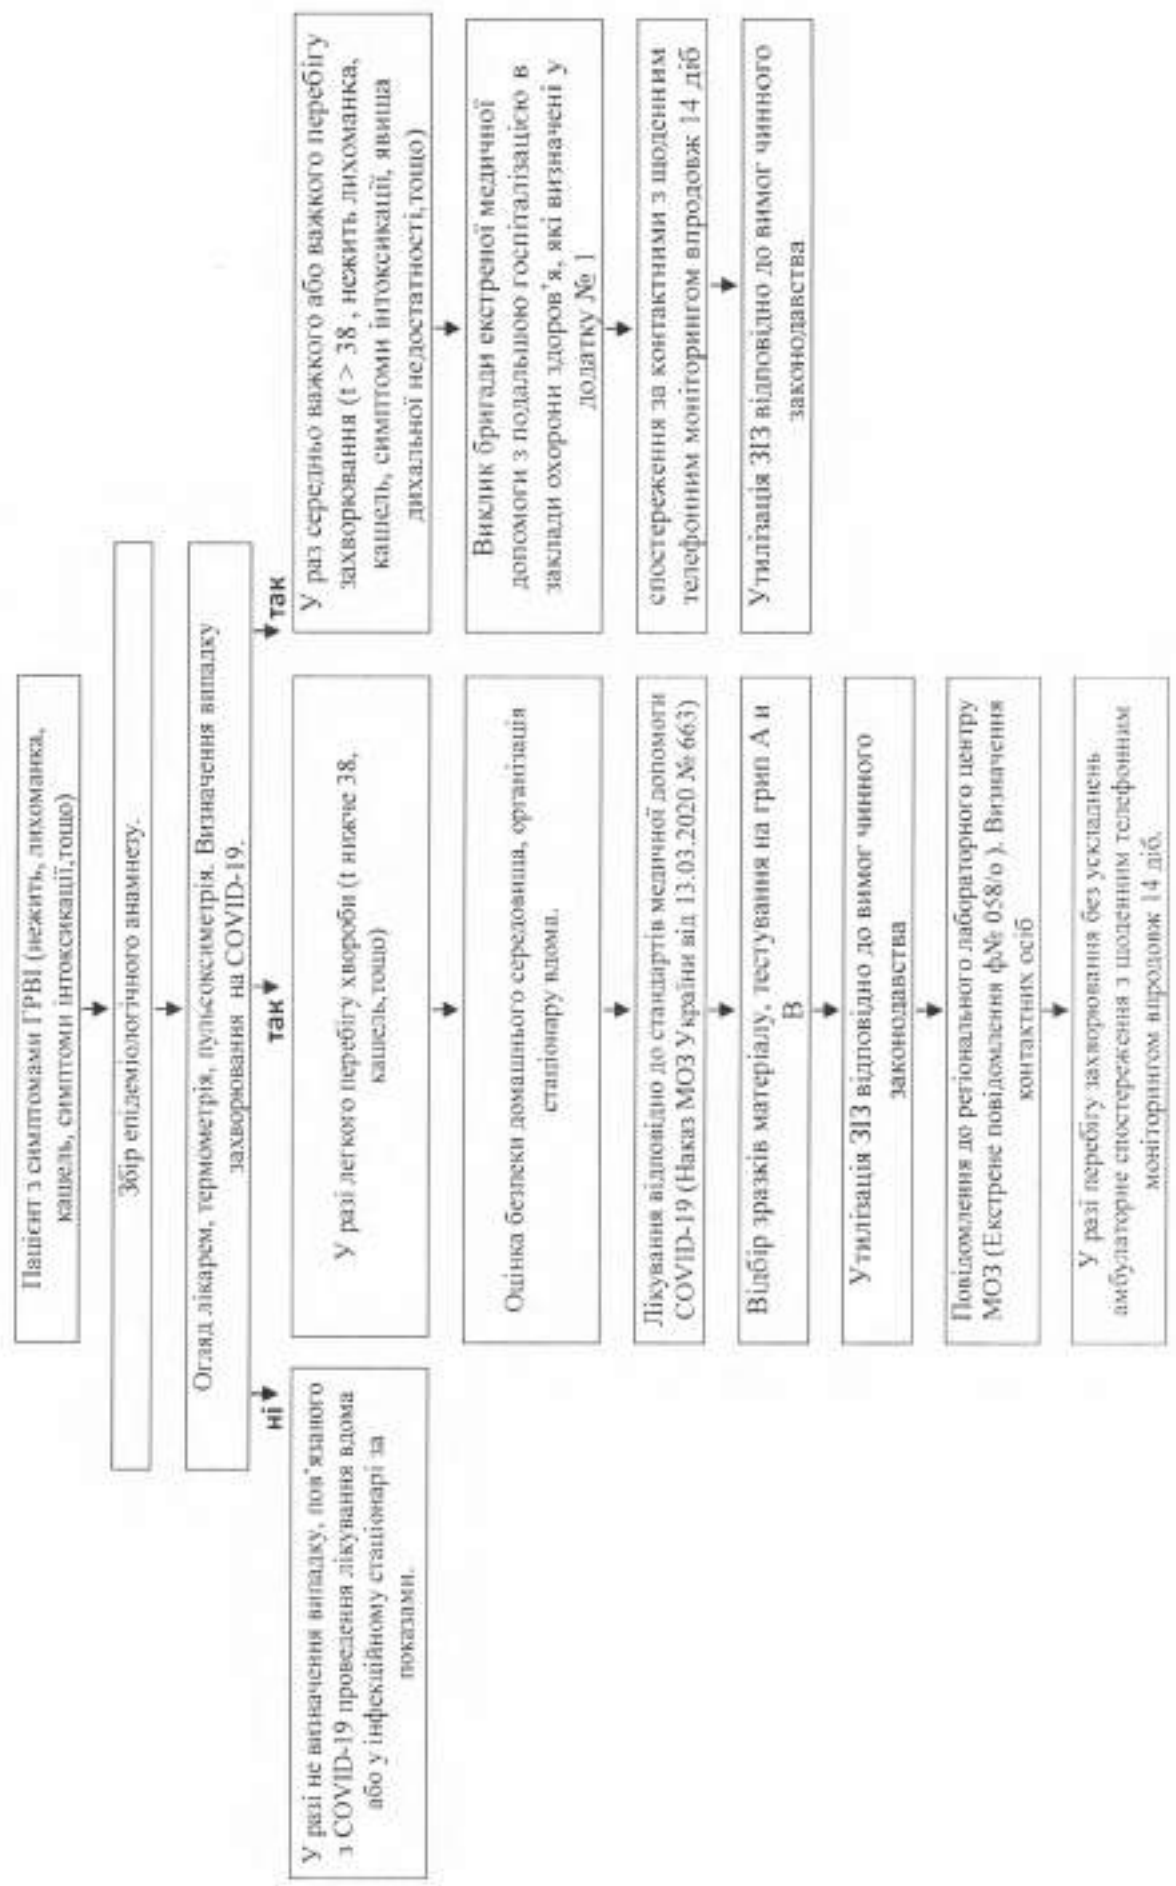 Пацієнт з симптомами ГРВІ (нежить, лихоманка,
кашель, симптоми інтоксикації,тощо)
Збір епідеміологічного анамнезу.
Огляд лікарем, термометрія, пульсоксиметрія. Визначення випадку
захворювання на COVID-19.
ні
так
так
У разі не визначення випадку, пов'язаного
з COVID-19 проведення лікування вдома
або у інфекційному стаціонарі за
показами.
У разі легкого перебігу хвороби (t нижче 38,
кашель,тощо)
Оцінка безпеки домашнього середовища, організація
стаціонару вдома.
Лікування відповідно до стандартів медичної допомоги
COVID-19 (Наказ МОЗ України від 13.03.2020 № 663)
Відбір зразків матеріалу, тестування на грип А и
В
Утилізація ЗІЗ відповідно до вимог чинного
законодавства
Повідомлення до регіонального лабораторного центру
МОЗ (Екстрене повідомлення ф№ 058/о ). Визначення
контактних осіб
У разі перебігу захворювання без ускладнень
амбулаторне спостереження з щоденним телефонним
моніторингом впродовж 14 діб.
У раз середньо важкого або важкого перебігу
захворювання (t > 38 , нежить лихоманка,
кашель, симптоми інтоксикації, явища
дихальної недостатності,тощо)
Виклик бригади екстреної медичної
допомоги з подальшою госпіталізацією в
заклади охорони здоров'я, які визначені у
додатку № 1
спостереження за контактними з щоденним
телефонним моніторингом впродовж 14 діб
Утилізація ЗІЗ відповідно до вимог чинного
законодавства